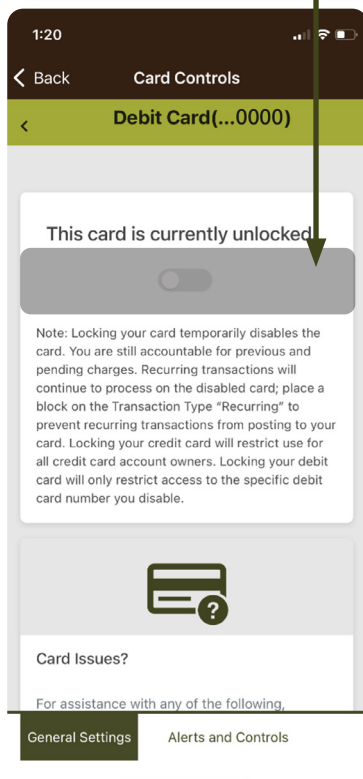 1:20
Back Card Controls
Debit Card(...0000)
This card is currently unlocked
Note: Locking your card temporarily disables the
card. You are still accountable for previous and
pending charges. Recurring transactions will
continue to process on the disabled card; place a
block on the Transaction Type “Recurring” to
prevent recurring transactions from posting to your
card. Locking your credit card will restrict use for
all credit card account owners. Locking your debit
card will only restrict access to the specific debit
card number you disable.
?
Card Issues?
For assistance with any of the following,
General Settings Alerts and Controls